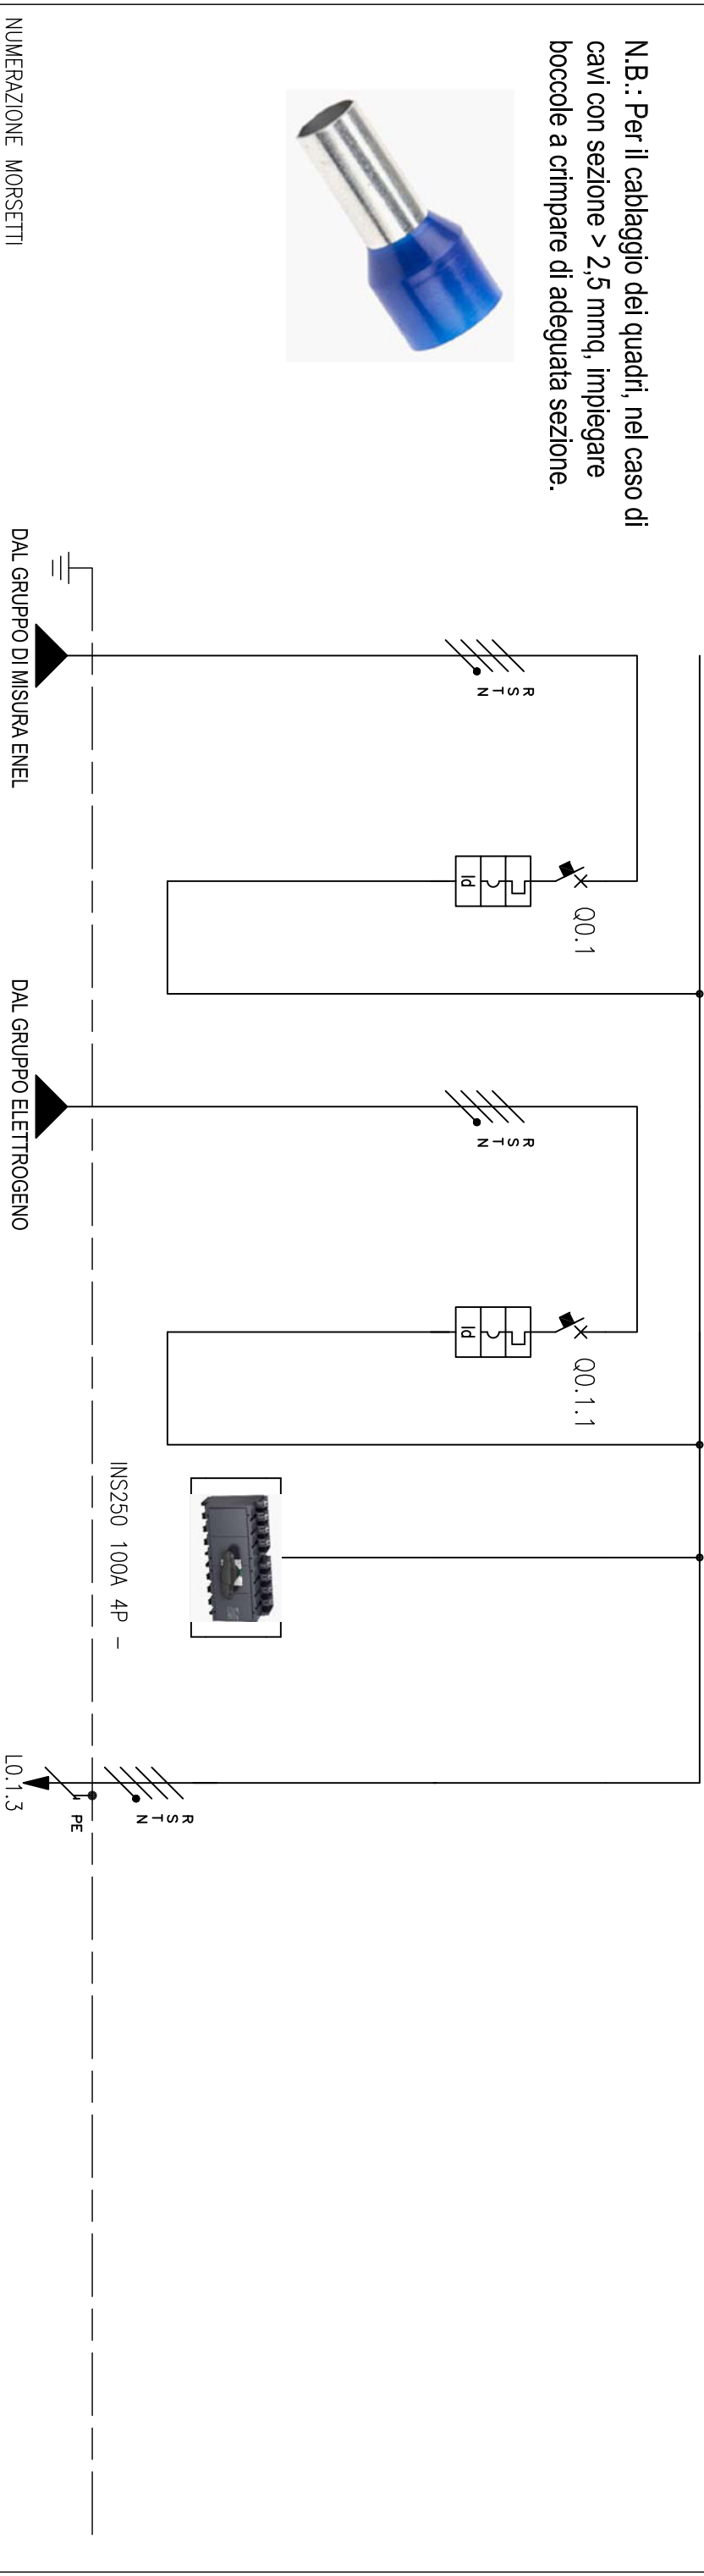 N.B.: Per il cablaggio dei quadri, nel caso di
cavi con sezione > 2,5 mmq, impiegare
boccole a crimpare di adeguata sezione.
R
S
T
N
Q0.1
Id
R
S
T
N
Q0.1.1
Id
INS250 100A 4P -
R
S
T
N
PE
NUMERAZIONE MORSETTI
DAL GRUPPO DI MISURA ENEL
DAL GRUPPO ELETTROGENO
L0.1.3